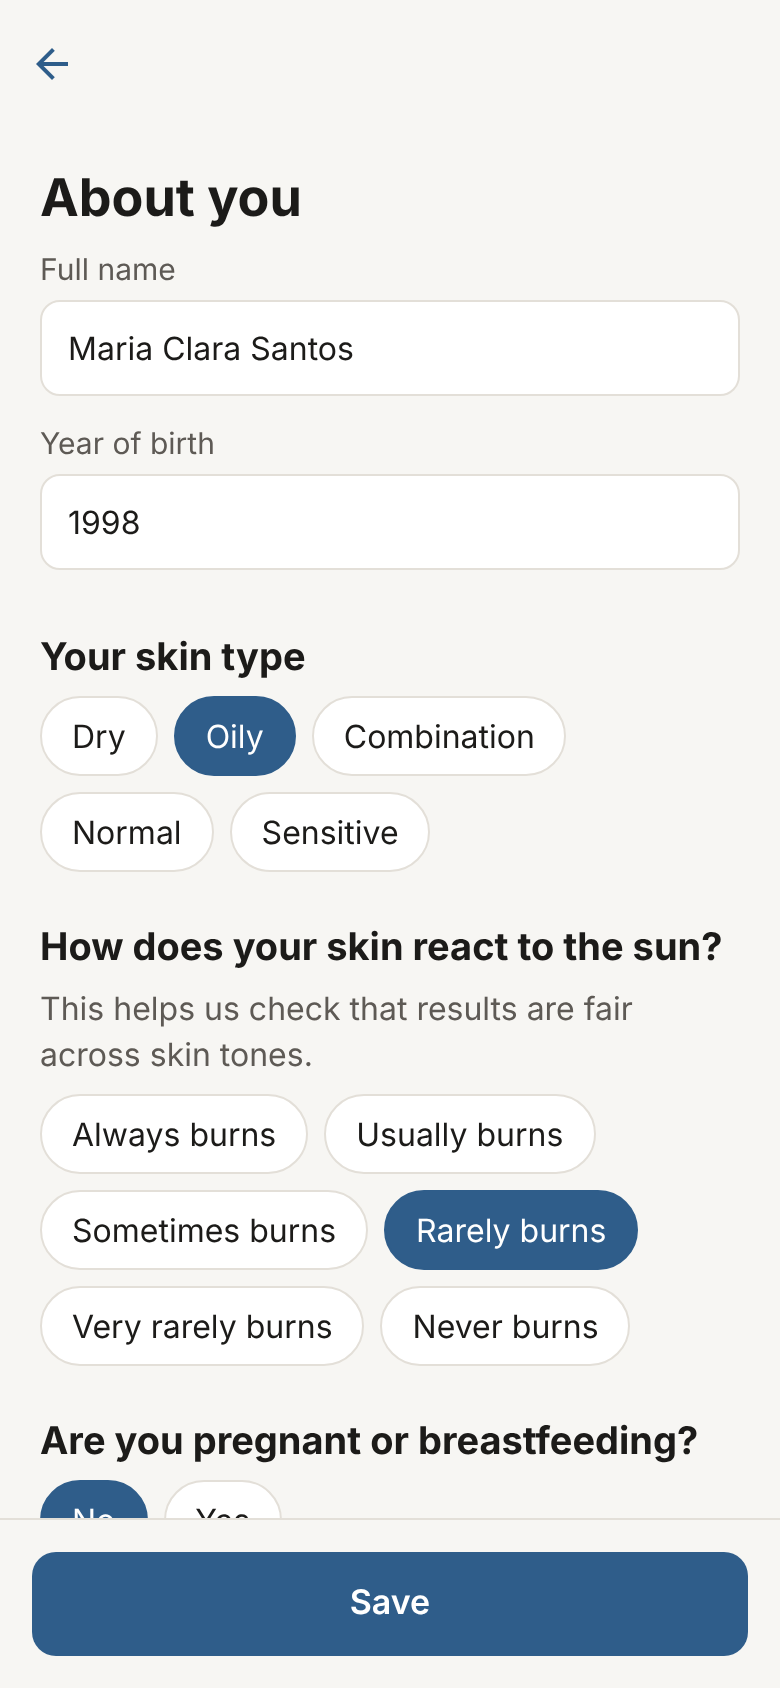 About you
Full name
Maria Clara Santos
Year of birth
1998
Your skin type
Dry Oily Combination
Normal Sensitive
How does your skin react to the sun?
This helps us check that results are fair
across skin tones.
Always burns Usually burns
Sometimes burns Rarely burns
Very rarely burns Never burns
Are you pregnant or breastfeeding?
No Yes
Save